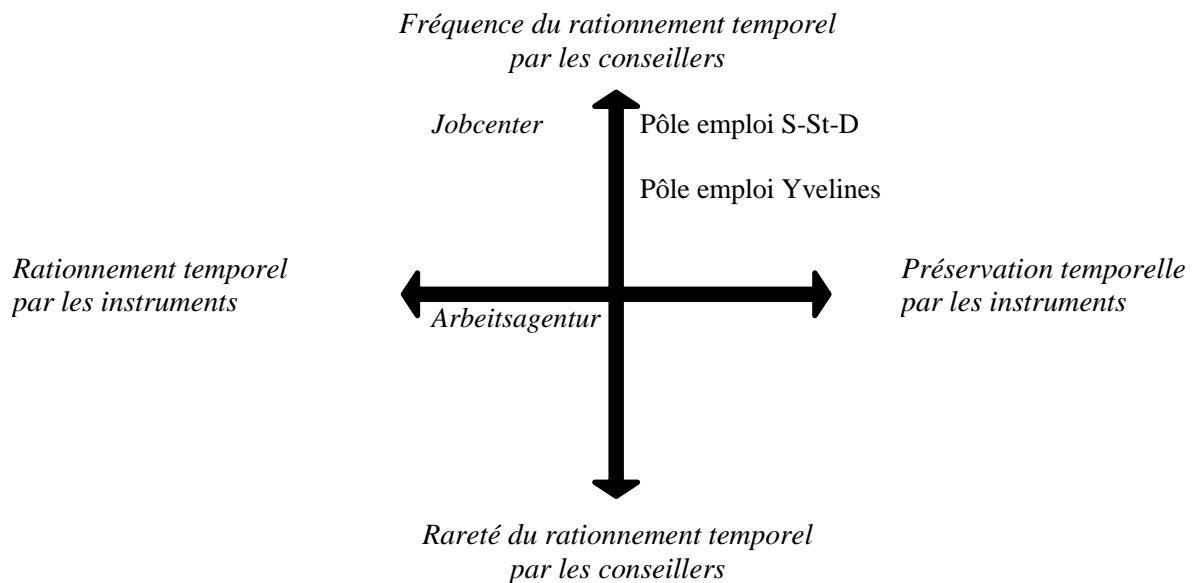 Fréquence du rationnement temporel
par les conseillers
Jobcenter
Pôle emploi S-St-D
Pôle emploi Yvelines
Rationnement temporel
par les instruments
Préservation temporelle
par les instruments
Arbeitsagentur
Rareté du rationnement temporel
par les conseillers